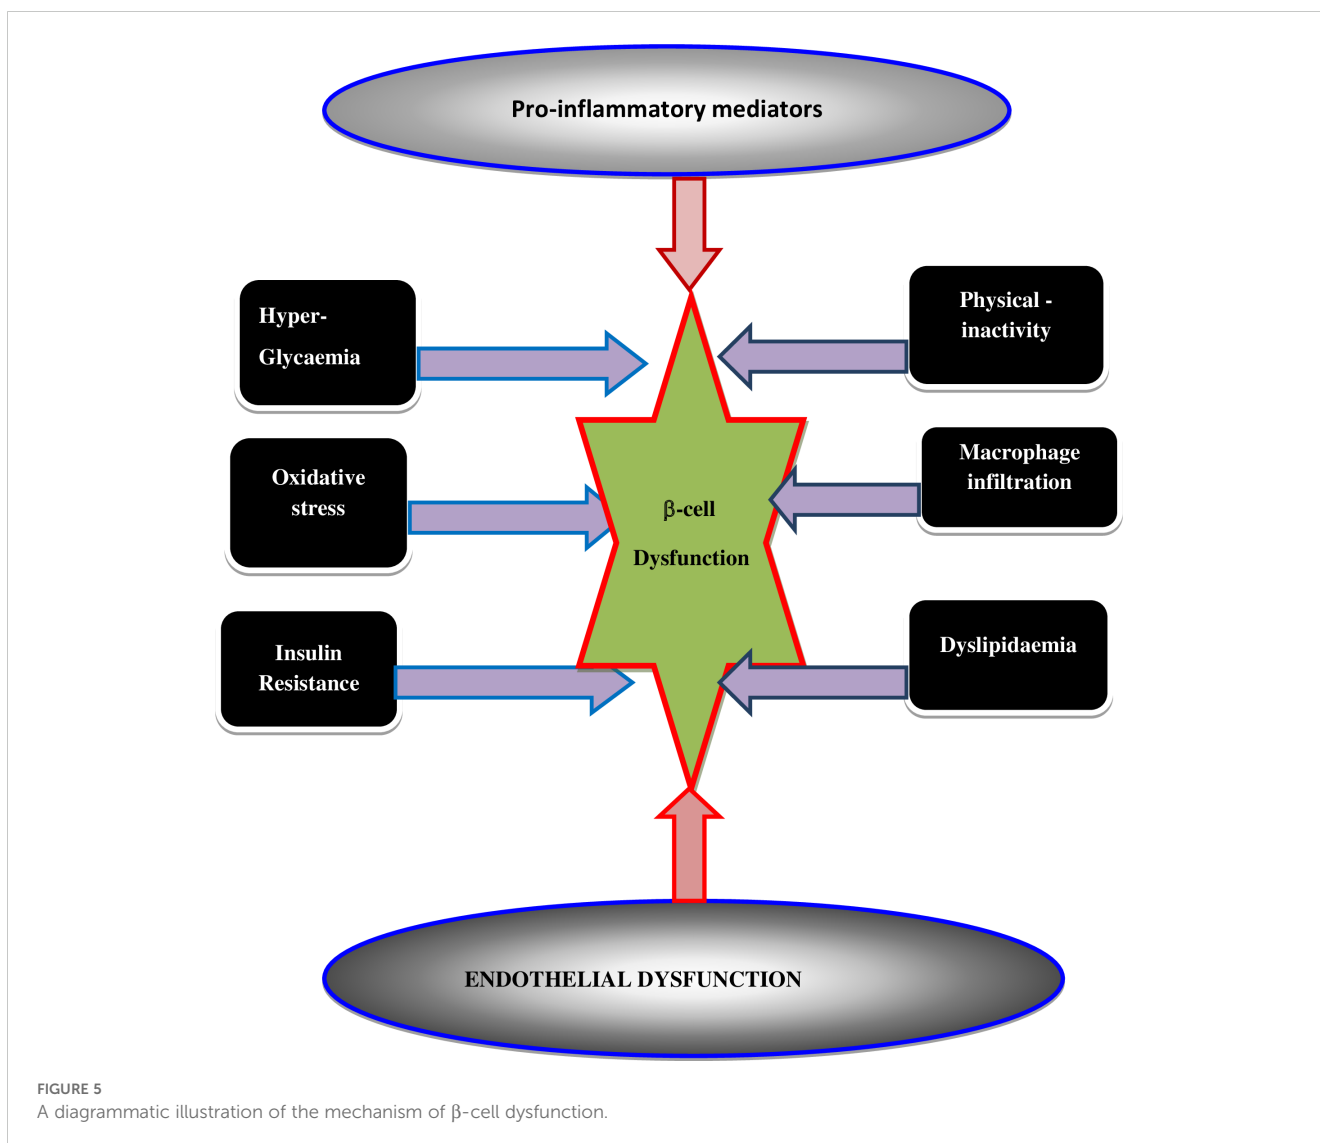 Pro-inflammatory mediators
Hyper-
Glycaemia
Physical -
inactivity
Oxidative
stress
Macrophage
infiltration
β-cell
Dysfunction
Insulin
Resistance
Dyslipidaemia
ENDOTHELIAL DYSFUNCTION
FIGURE 5
A diagrammatic illustration of the mechanism of β-cell dysfunction.